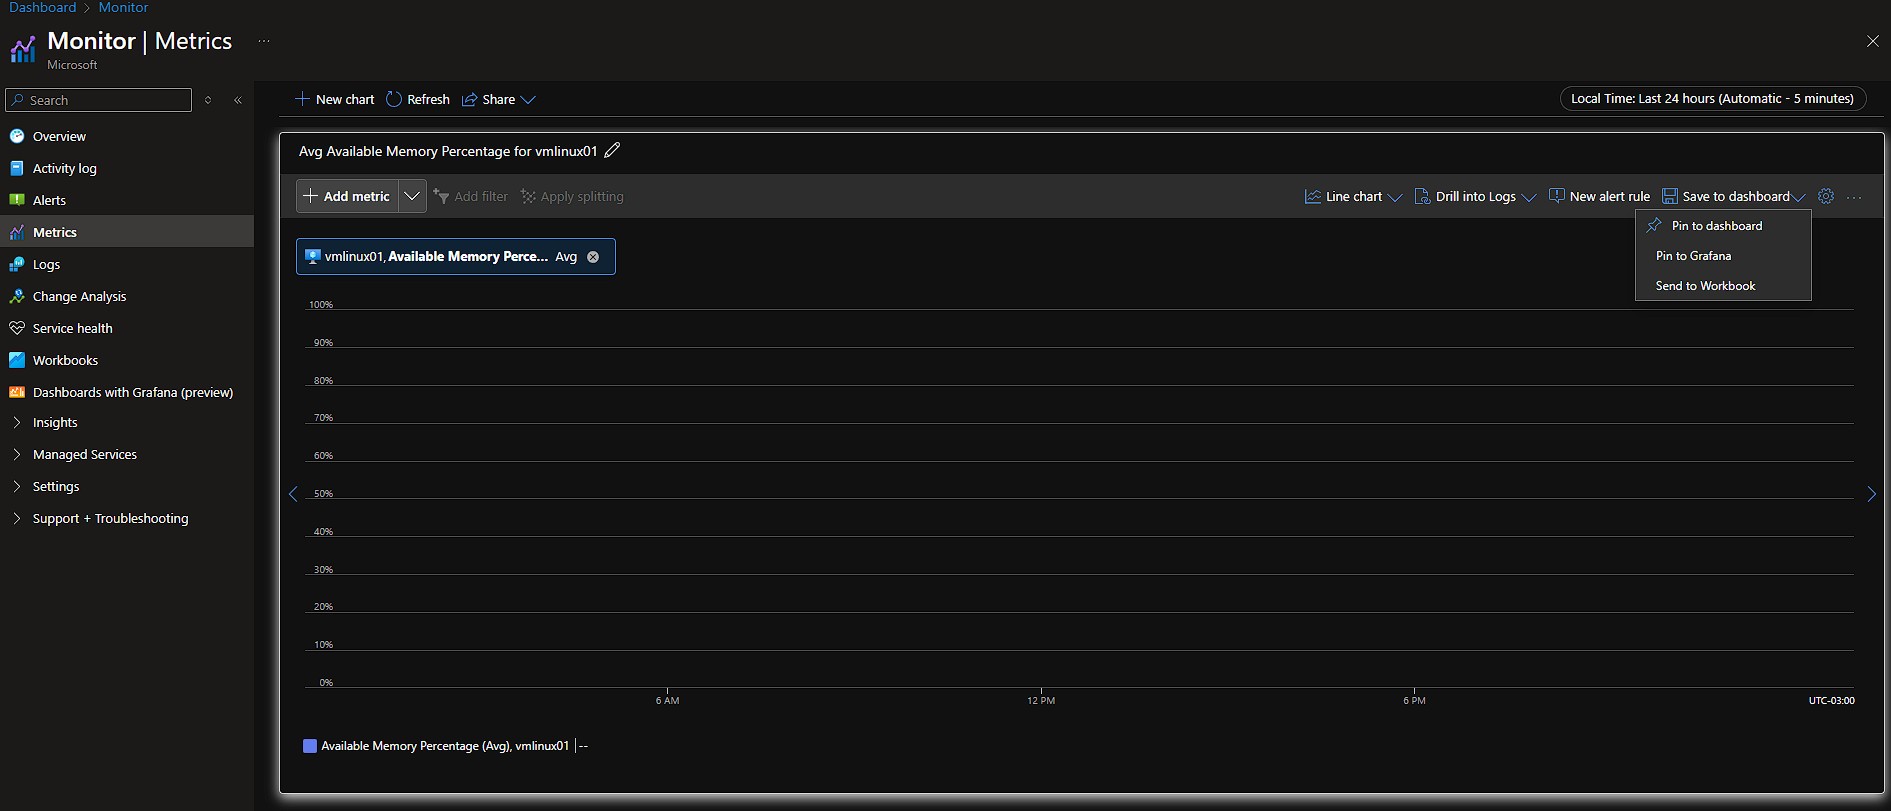 Dashboard > Monitor
Monitor | Metrics ...
Microsoft
Search
Overview
Activity log
Alerts
Metrics
Logs
Change Analysis
Service health
Workbooks
Dashboards with Grafana (preview)
Insights
Managed Services
Settings
Support + Troubleshooting
New chart Refresh Share
Local Time: Last 24 hours (Automatic - 5 minutes)
Avg Available Memory Percentage for vmlinux01
Add metric Add filter Apply splitting
Line chart Drill into Logs New alert rule Save to dashboard ...
Pin to dashboard
Pin to Grafana
Send to Workbook
vmlinux01, Available Memory Perce... Avg
100%
90%
80%
70%
60%
50%
40%
30%
20%
10%
0%
6 AM 12 PM 6 PM UTC-03:00
Available Memory Percentage (Avg), vmlinux01 | --